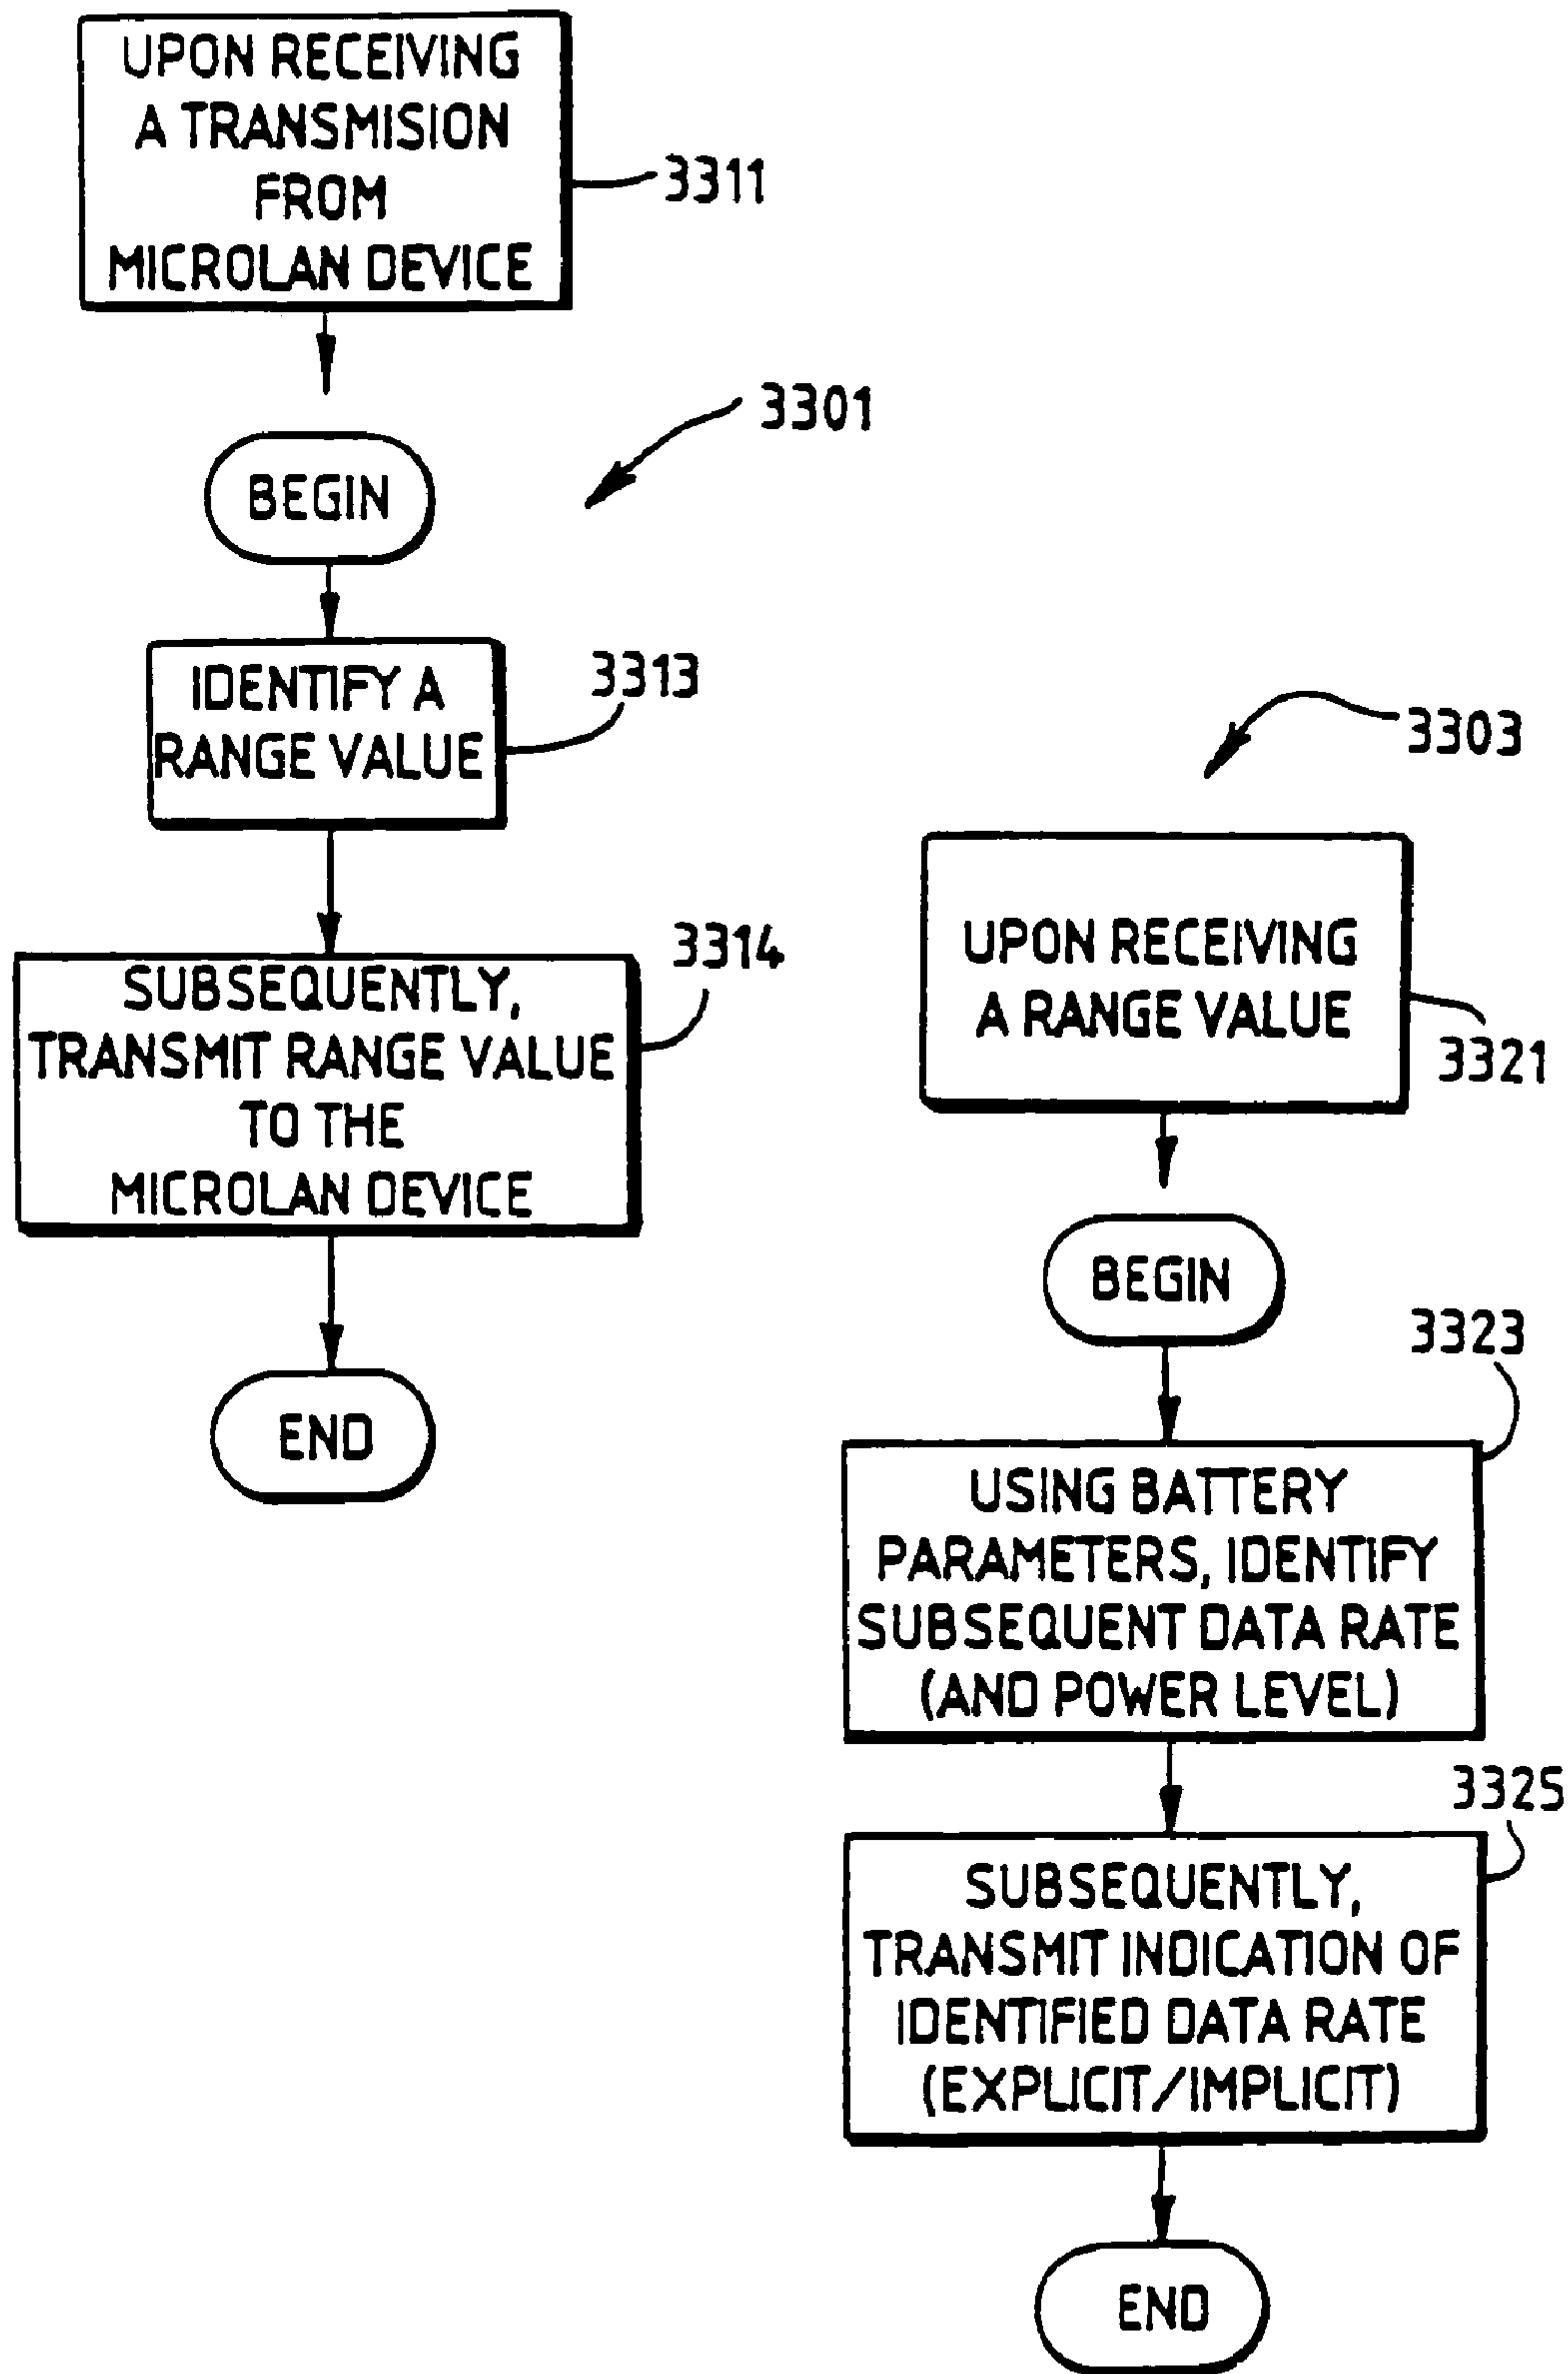 UPON RECEIVING
A TRANSMISION
FROM
MICROLAN DEVICE
3311
3301
BEGIN
IDENTIFY A
RANGE VALUE
3313
SUBSEQUENTLY,
TRANSMIT RANGE VALUE
TO THE
MICROLAN DEVICE
3314
END
3303
UPON RECEIVING
A RANGE VALUE
3321
BEGIN
3323
USING BATTERY
PARAMETERS, IDENTIFY
SUBSEQUENT DATA RATE
(AND POWER LEVEL)
3325
SUBSEQUENTLY,
TRANSMIT INDICATION OF
IDENTIFIED DATA RATE
(EXPLICIT/IMPLICIT)
END